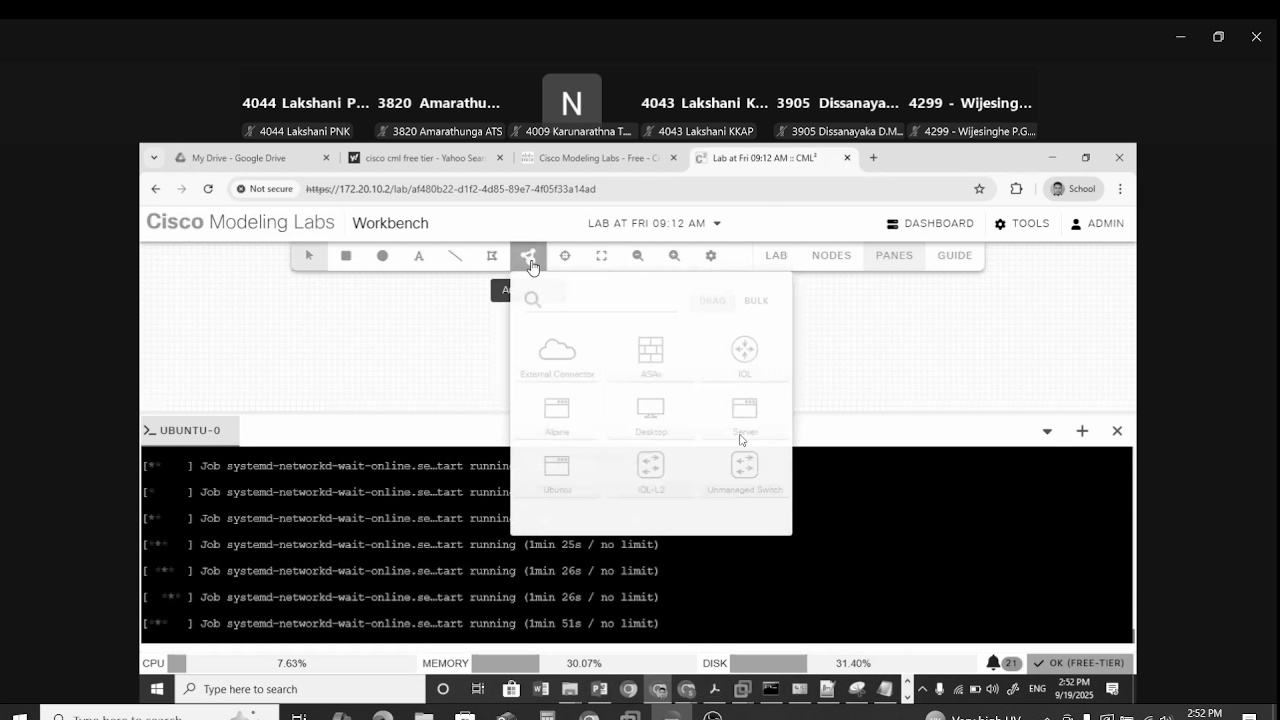 N
4044 Lakshani P... 3820 Amarathu... 4043 Lakshani K... 3905 Dissanaya... 4299 - Wijesing...
4044 Lakshani PNK 3820 Amarathunga ATS 4009 Karunarathna T... 4043 Lakshani KKAP 3905 Dissanayaka D.M... 4299 - Wijesinghe P.G....
My Drive - Google Drive cisco cml free tier - Yahoo Sear Cisco Modeling Labs - Free - C Lab at Fri 09:12 AM :: CML²
Not secure https://172.20.10.2/lab/af480b22-d1f2-4d85-89e7-4f05f33a14ad School
Cisco Modeling Labs Workbench LAB AT FRI 09:12 AM DASHBOARD TOOLS ADMIN
A LAB NODES PANES GUIDE
DRAG BULK
External Connector ASAv IOL
Alpine Desktop Server
Ubuntu IOL-L2 Unmanaged Switch
UBUNTU-0
[** ] Job systemd-networkd-wait-online.se…tart running
[* ] Job systemd-networkd-wait-online.se…tart running
[** ] Job systemd-networkd-wait-online.se…tart running
[*** ] Job systemd-networkd-wait-online.se…tart running (1min 25s / no limit)
[ *** ] Job systemd-networkd-wait-online.se…tart running (1min 26s / no limit)
[ *** ] Job systemd-networkd-wait-online.se…tart running (1min 26s / no limit)
[*** ] Job systemd-networkd-wait-online.se…tart running (1min 51s / no limit)
CPU 7.63% MEMORY 30.07% DISK 31.40% 21 OK (FREE-TIER)
Type here to search ENG 2:52 PM
9/19/2025
Type here to search 2:52 PM